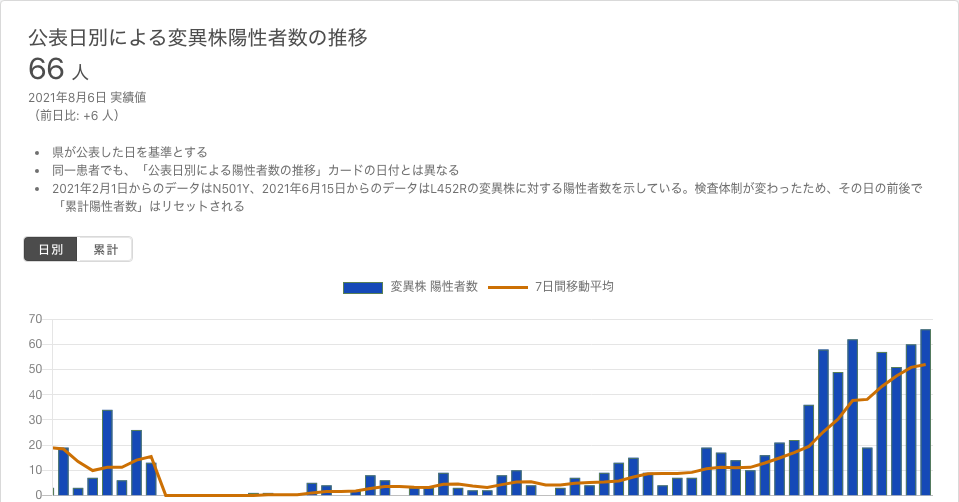 公表日別による変異株陽性者数の推移
66 人
2021年8月6日 実績値
（前日比: +6 人）
• 県が公表した日を基準とする
• 同一患者でも、「公表日別による陽性者数の推移」カードの日付とは異なる
• 2021年2月1日からのデータはN501Y、2021年6月15日からのデータはL452Rの変異株に対する陽性者数を示している。検査体制が変わったため、その日の前後で
「累計陽性者数」はリセットされる
日別 累計
変異株 陽性者数 7日間移動平均
70
60
50
40
30
20
10
0